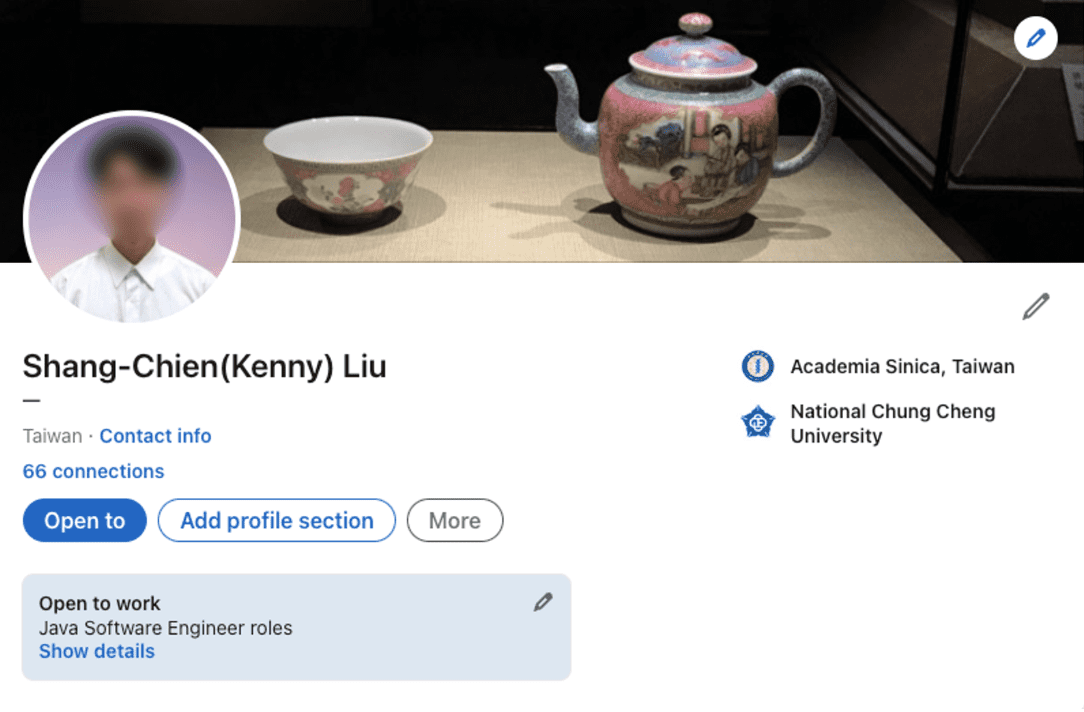 Shang-Chien(Kenny) Liu
—
Taiwan · Contact info
66 connections
Open to
Add profile section
More
Academia Sinica, Taiwan
National Chung Cheng
University
Open to work
Java Software Engineer roles
Show details